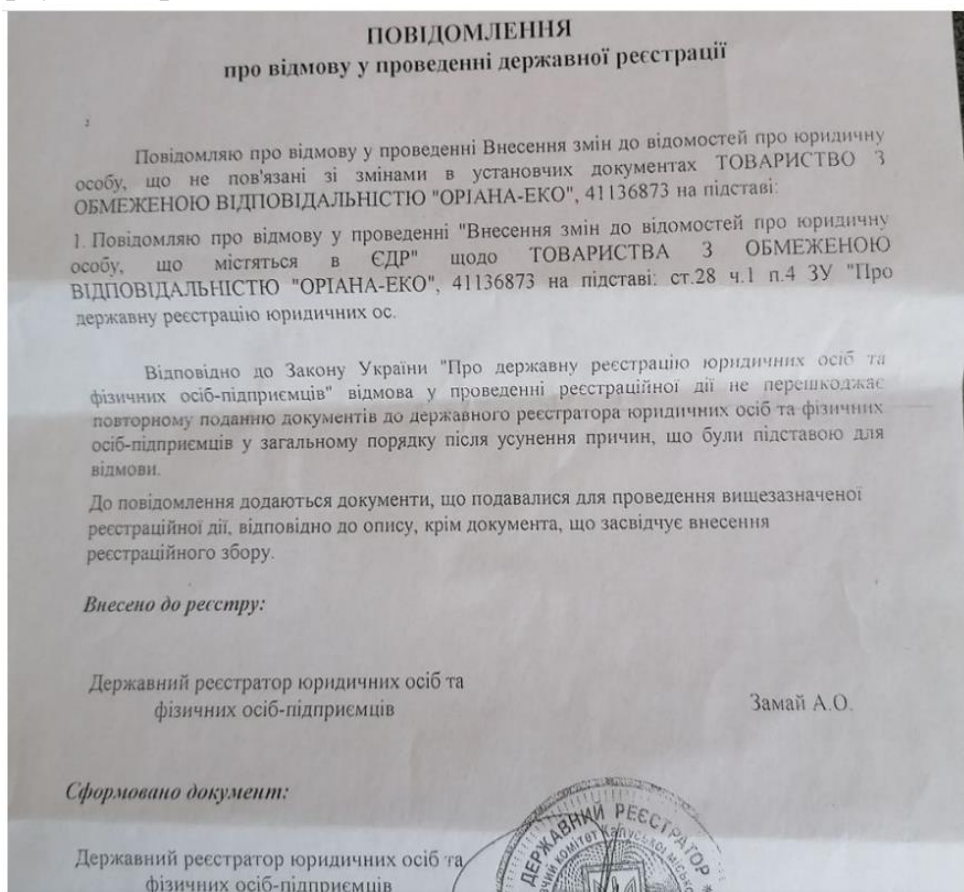 ПОВІДОМЛЕННЯ
про відмову у проведенні державної реєстрації
Повідомляю про відмову у проведенні Внесення змін до відомостей про юридичну
особу, що не пов'язані зі змінами в установчих документах ТОВАРИСТВО З
ОБМЕЖЕНОЮ ВІДПОВІДАЛЬНІСТЮ "ОРІАНА-ЕКО", 41136873 на підставі:
1. Повідомляю про відмову у проведенні "Внесення змін до відомостей про юридичну
особу, що містяться в ЄДР" щодо ТОВАРИСТВА З ОБМЕЖЕНОЮ
ВІДПОВІДАЛЬНІСТЮ "ОРІАНА-ЕКО", 41136873 на підставі: ст.28 ч.1 п.4 ЗУ "Про
державну реєстрацію юридичних ос.
Відповідно до Закону України "Про державну реєстрацію юридичних осіб та
фізичних осіб-підприємців" відмова у проведенні реєстраційної дії не перешкоджає
повторному поданню документів до державного реєстратора юридичних осіб та фізичних
осіб-підприємців у загальному порядку після усунення причин, що були підставою для
відмови.
До повідомлення додаються документи, що подавалися для проведення вищезазначеної
реєстраційної дії, відповідно до опису, крім документа, що засвідчує внесення
реєстраційного збору.
Внесено до реєстру:
Державний реєстратор юридичних осіб та
фізичних осіб-підприємців
Замай А.О.
Сформовано документ:
Державний реєстратор юридичних осіб та
фізичних осіб-підприємців
ДЕРЖАВНИЙ РЕЄСТРАТОР *
комітет Калуської